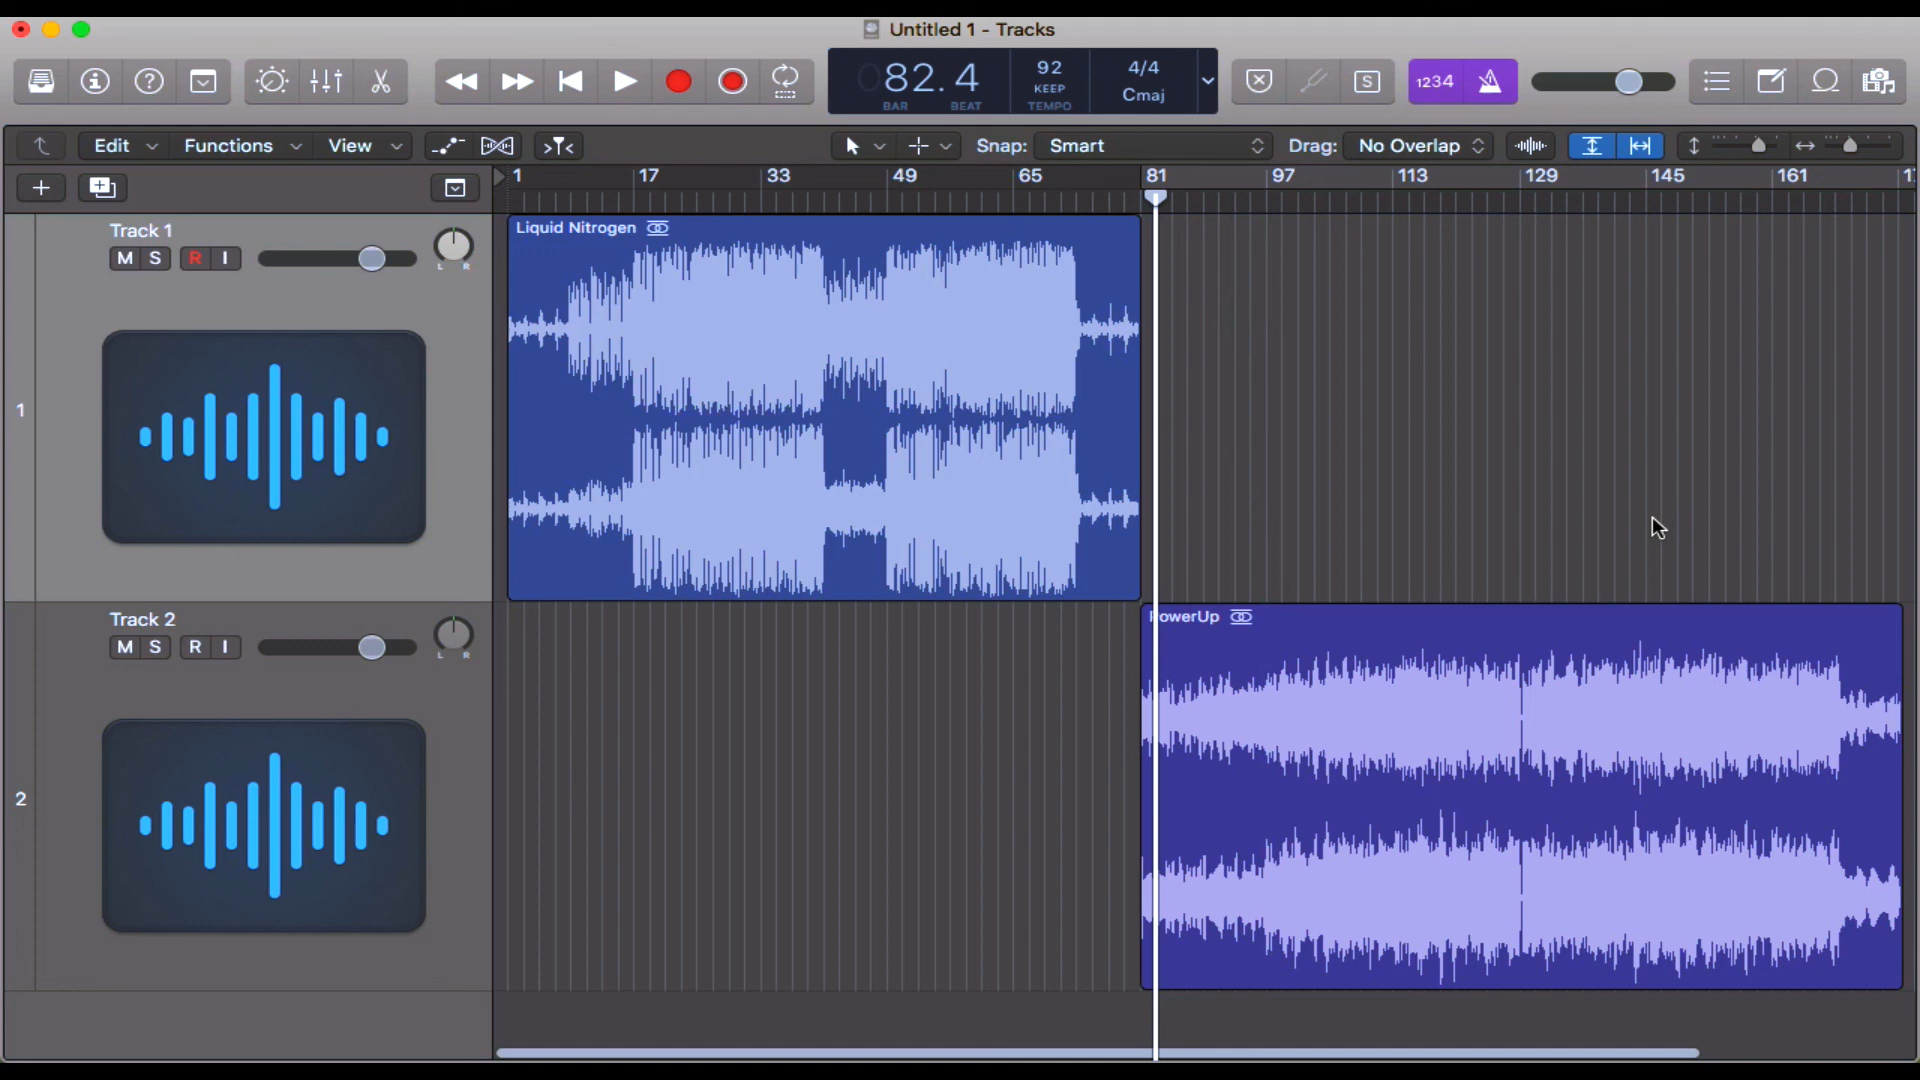 Untitled 1 - Tracks
82.4
BAR BEAT
92
KEEP
TEMPO
4/4
Cmaj
S
1234
Edit Functions View Snap: Smart Drag: No Overlap
1 17 33 49 65 81 97 113 129 145 161
Track 1
M S R I
L R
1
Liquid Nitrogen
Track 2
M S R I
L R
2
PowerUp